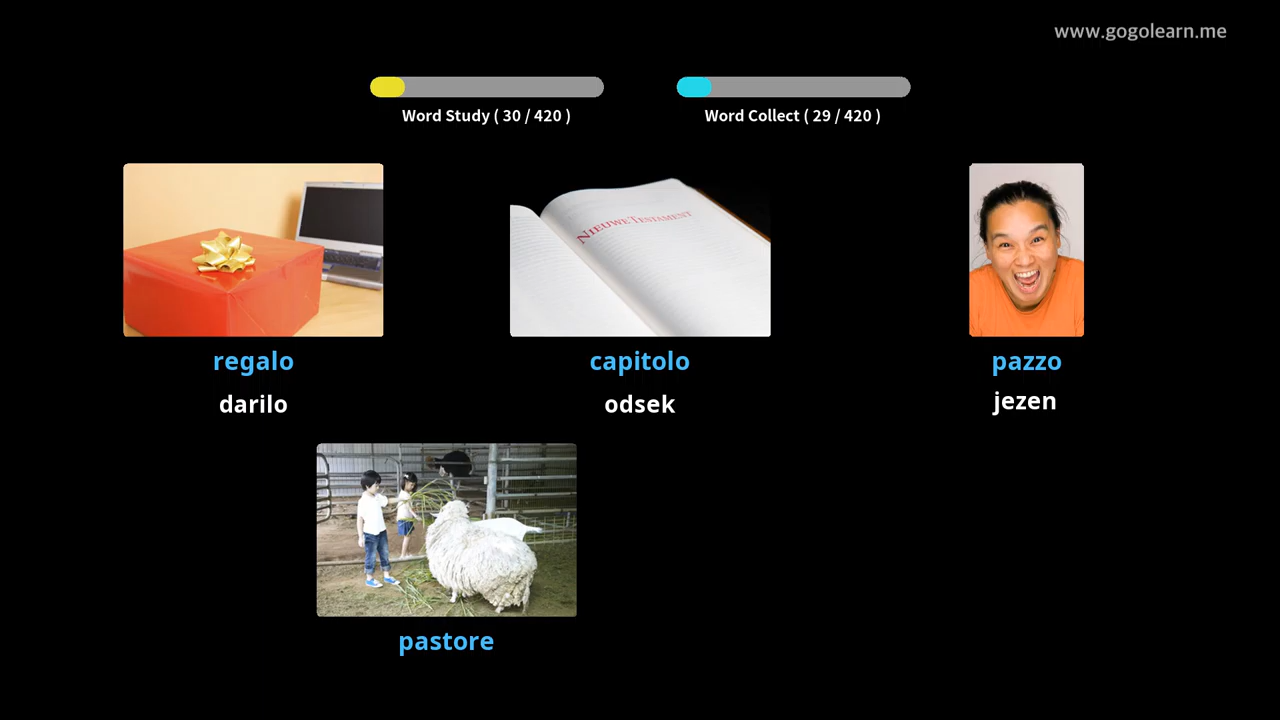 www.gogolearn.me
Word Study ( 30 / 420 )
Word Collect ( 29 / 420 )
NIEUWE TESTAMENT
regalo
capitolo
pazzo
darilo
odsek
jezen
pastore